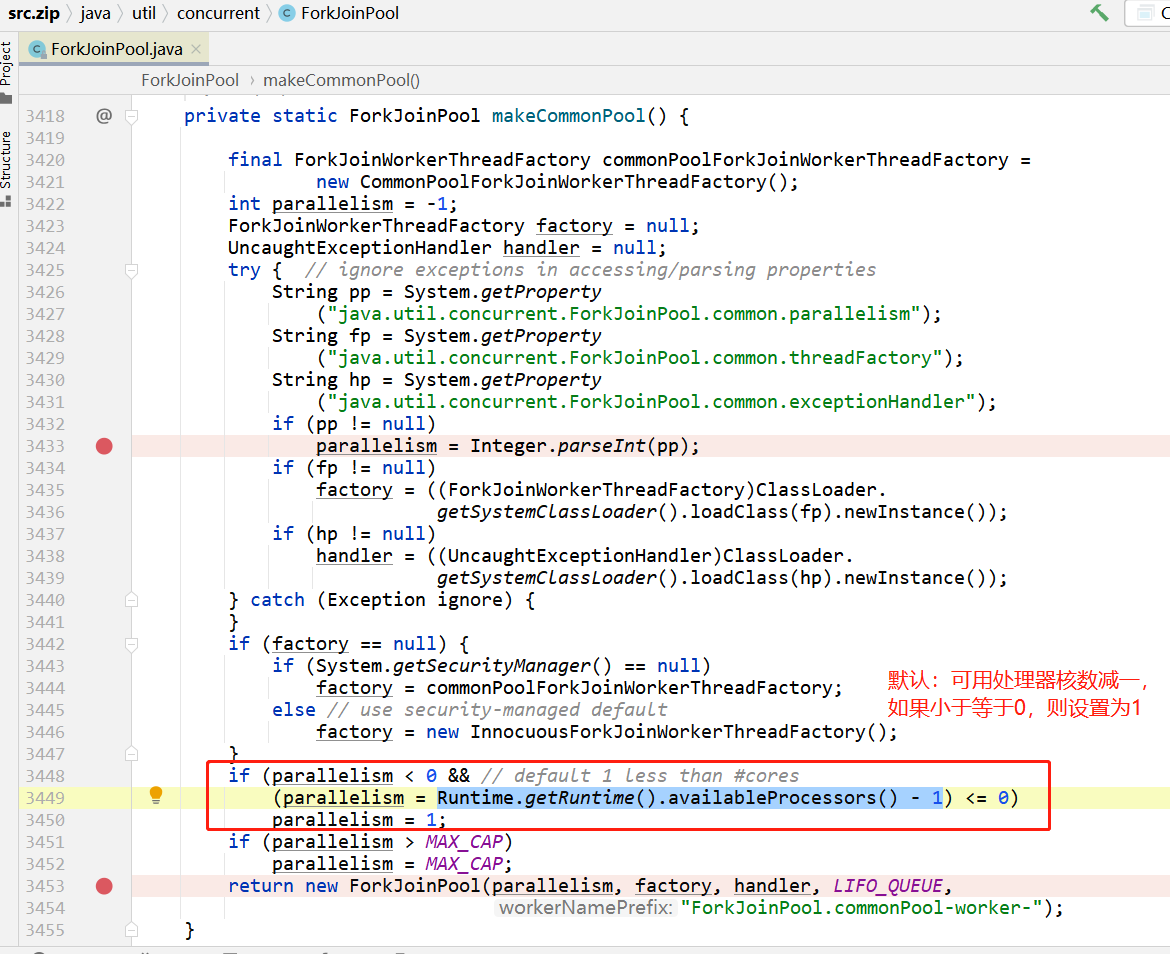 src.zip › java › util › concurrent › ForkJoinPool
ForkJoinPool.java
Project
Structure
ForkJoinPool › makeCommonPool()
3418 @ private static ForkJoinPool makeCommonPool() {
3419
3420 final ForkJoinWorkerThreadFactory commonPoolForkJoinWorkerThreadFactory =
3421 new CommonPoolForkJoinWorkerThreadFactory();
3422 int parallelism = -1;
3423 ForkJoinWorkerThreadFactory factory = null;
3424 UncaughtExceptionHandler handler = null;
3425 try { // ignore exceptions in accessing/parsing properties
3426 String pp = System.getProperty
3427 ("java.util.concurrent.ForkJoinPool.common.parallelism");
3428 String fp = System.getProperty
3429 ("java.util.concurrent.ForkJoinPool.common.threadFactory");
3430 String hp = System.getProperty
3431 ("java.util.concurrent.ForkJoinPool.common.exceptionHandler");
3432 if (pp != null)
3433 parallelism = Integer.parseInt(pp);
3434 if (fp != null)
3435 factory = ((ForkJoinWorkerThreadFactory)ClassLoader.
3436 getSystemClassLoader().loadClass(fp).newInstance());
3437 if (hp != null)
3438 handler = ((UncaughtExceptionHandler)ClassLoader.
3439 getSystemClassLoader().loadClass(hp).newInstance());
3440 } catch (Exception ignore) {
3441 }
3442 if (factory == null) {
3443 if (System.getSecurityManager() == null)
3444 factory = commonPoolForkJoinWorkerThreadFactory;
3445 else // use security-managed default
3446 factory = new InnocuousForkJoinWorkerThreadFactory();
3447 }
默认：可用处理器核数减一，
如果小于等于0，则设置为1
3448 if (parallelism < 0 && // default 1 less than #cores
3449 (parallelism = Runtime.getRuntime().availableProcessors() - 1) <= 0)
3450 parallelism = 1;
3451 if (parallelism > MAX_CAP)
3452 parallelism = MAX_CAP;
3453 return new ForkJoinPool(parallelism, factory, handler, LIFO_QUEUE,
3454 workerNamePrefix: "ForkJoinPool.commonPool-worker-");
3455 }